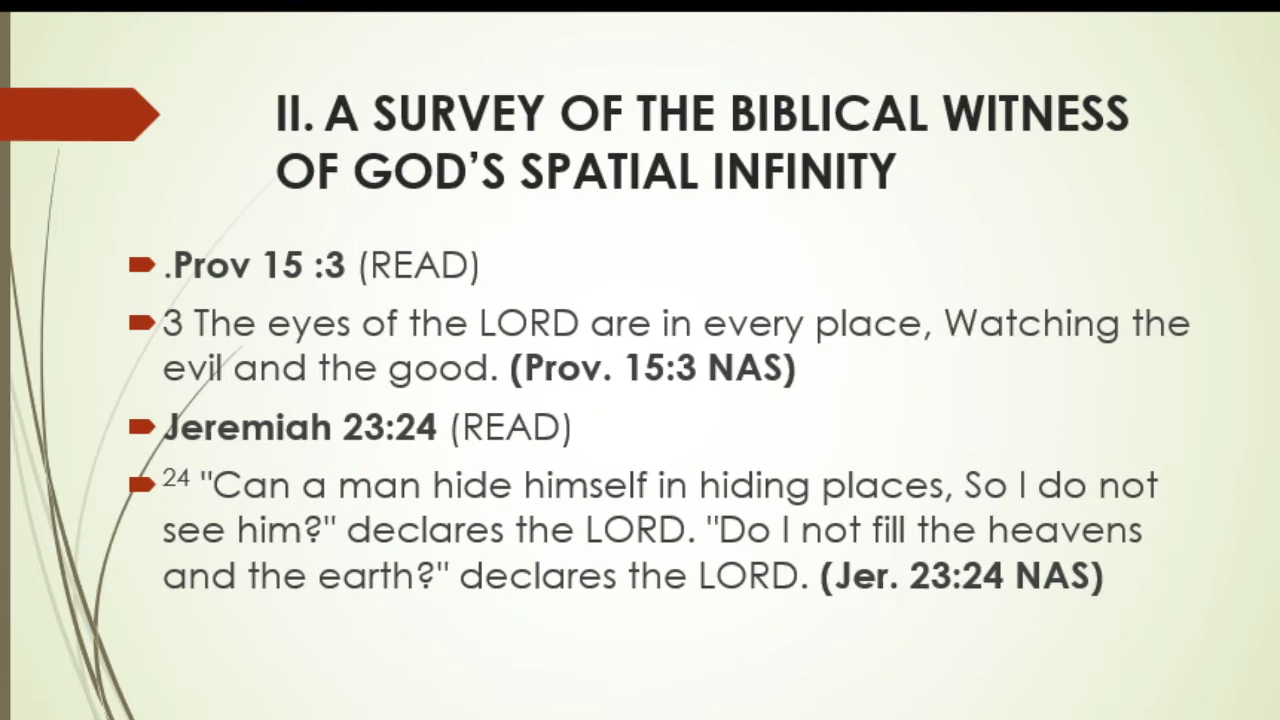 II. A SURVEY OF THE BIBLICAL WITNESS
OF GOD’S SPATIAL INFINITY
.Prov 15 :3 (READ)
3 The eyes of the LORD are in every place, Watching the
evil and the good. (Prov. 15:3 NAS)
Jeremiah 23:24 (READ)
24 "Can a man hide himself in hiding places, So I do not
see him?" declares the LORD. "Do I not fill the heavens
and the earth?" declares the LORD. (Jer. 23:24 NAS)